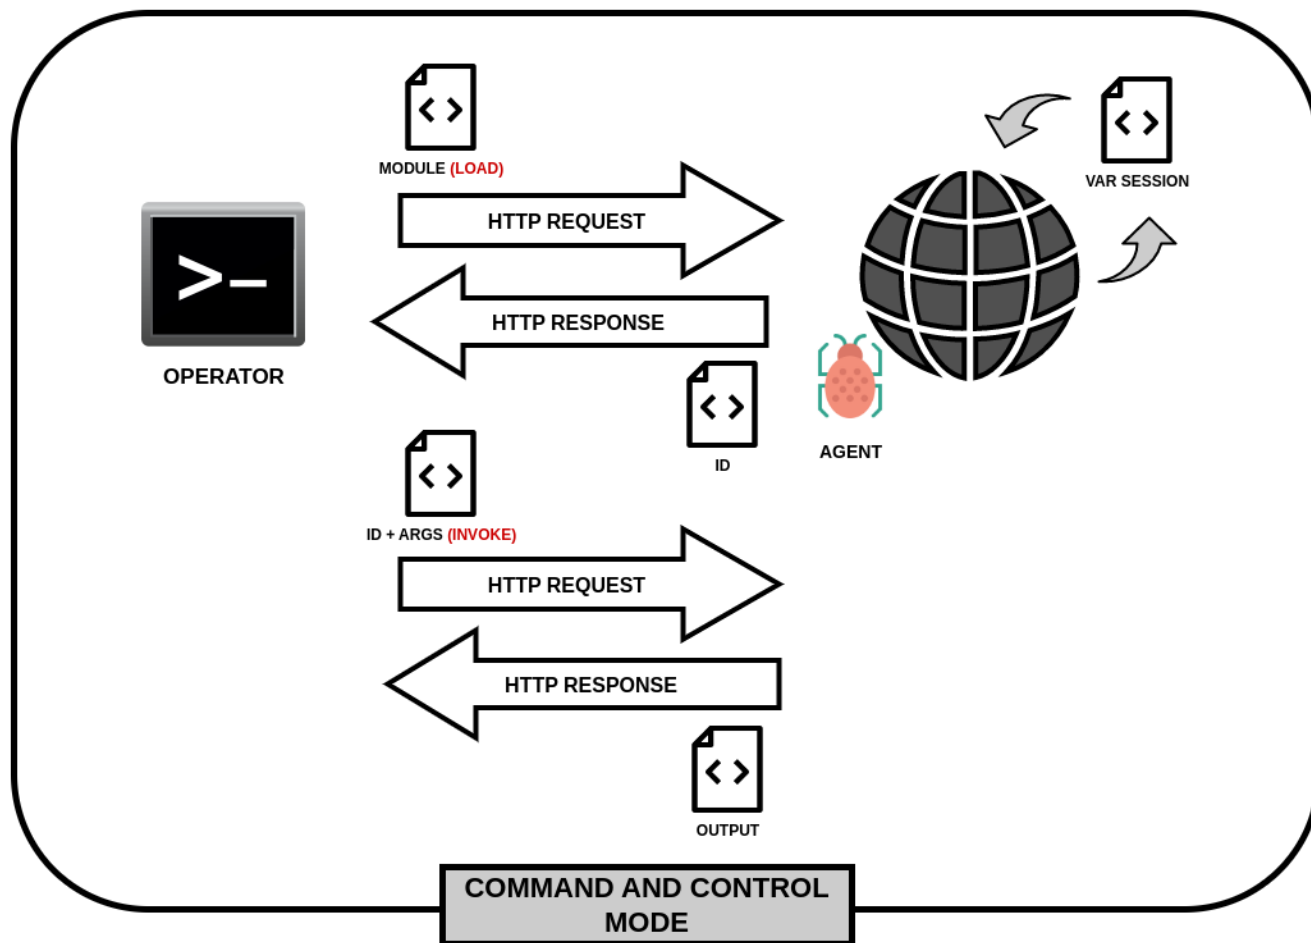 MODULE (LOAD)
VAR SESSION
HTTP REQUEST
HTTP RESPONSE
OPERATOR
AGENT
ID
ID + ARGS (INVOKE)
HTTP REQUEST
HTTP RESPONSE
OUTPUT
COMMAND AND CONTROL
MODE